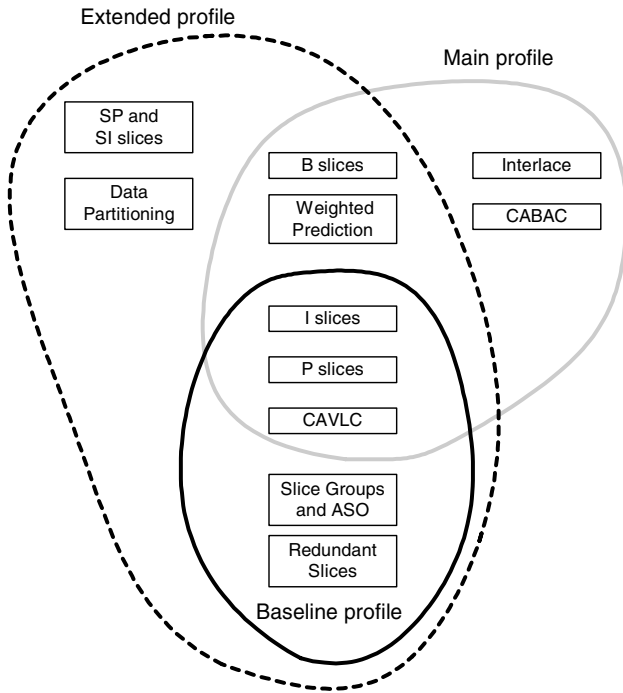 Extended profile
Main profile
SP and
SI slices
B slices
Interlace
Data
Partitioning
Weighted
Prediction
CABAC
I slices
P slices
CAVLC
Slice Groups
and ASO
Redundant
Slices
Baseline profile